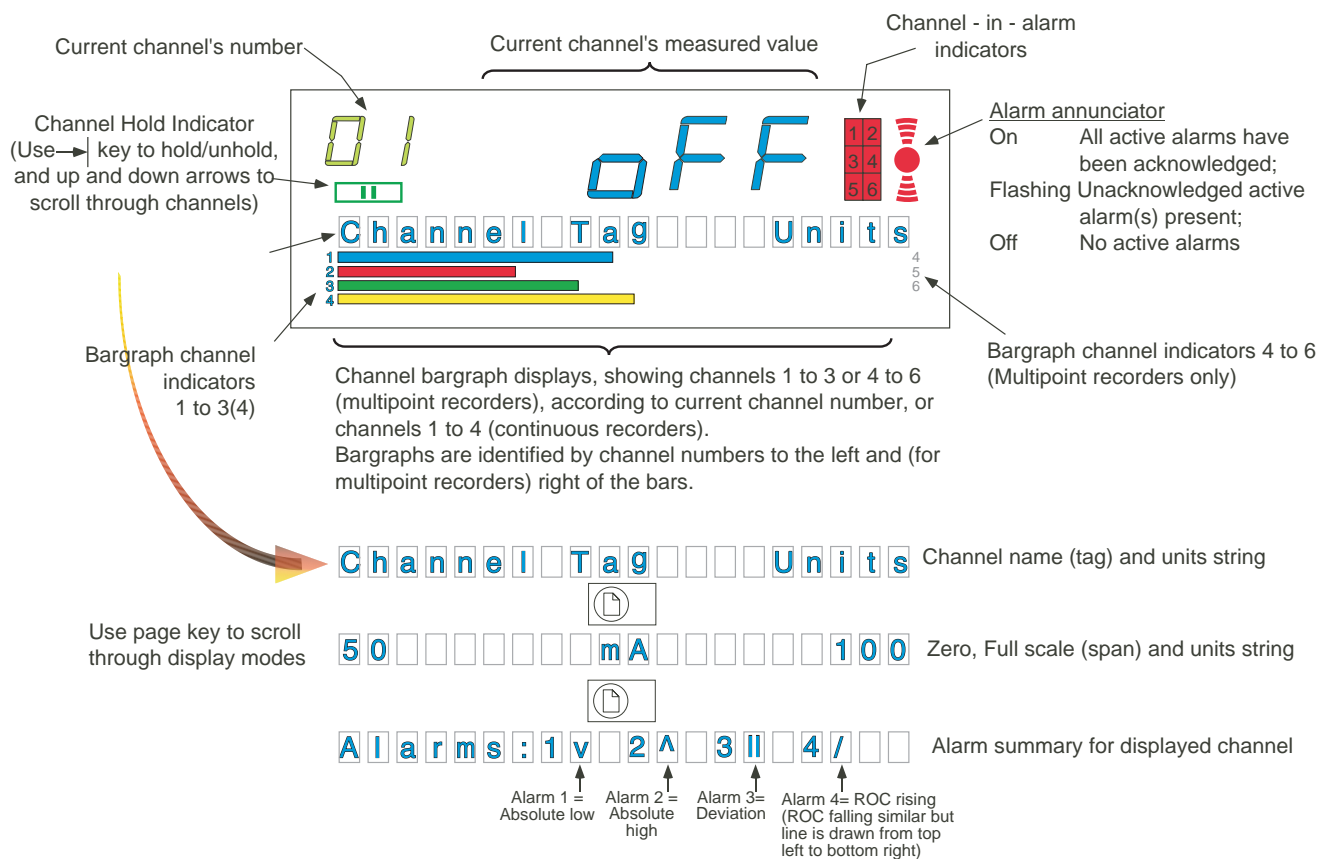 Channel - in - alarm
indicators
Current channel's number
Current channel's measured value
Channel Hold Indicator
(Use key to hold/unhold,
and up and down arrows to
scroll through channels)
01
oFF
1 2
3 4
5 6
Alarm annunciator
On All active alarms have
been acknowledged;
Flashing Unacknowledged active
alarm(s) present;
Off No active alarms
Channel Tag Units
1
2
3
4
4
5
6
Bargraph channel
indicators
1 to 3(4)
Bargraph channel indicators 4 to 6
(Multipoint recorders only)
Channel bargraph displays, showing channels 1 to 3 or 4 to 6
(multipoint recorders), according to current channel number, or
channels 1 to 4 (continuous recorders).
Bargraphs are identified by channel numbers to the left and (for
multipoint recorders) right of the bars.
Channel Tag Units
Channel name (tag) and units string
Use page key to scroll
through display modes
50 mA 100
Zero, Full scale (span) and units string
Alarms:1v 2^ 3|| 4/
Alarm summary for displayed channel
Alarm 1 =
Absolute low
Alarm 2 =
Absolute
high
Alarm 3=
Deviation
Alarm 4= ROC rising
(ROC falling similar but
line is drawn from top
left to bottom right)